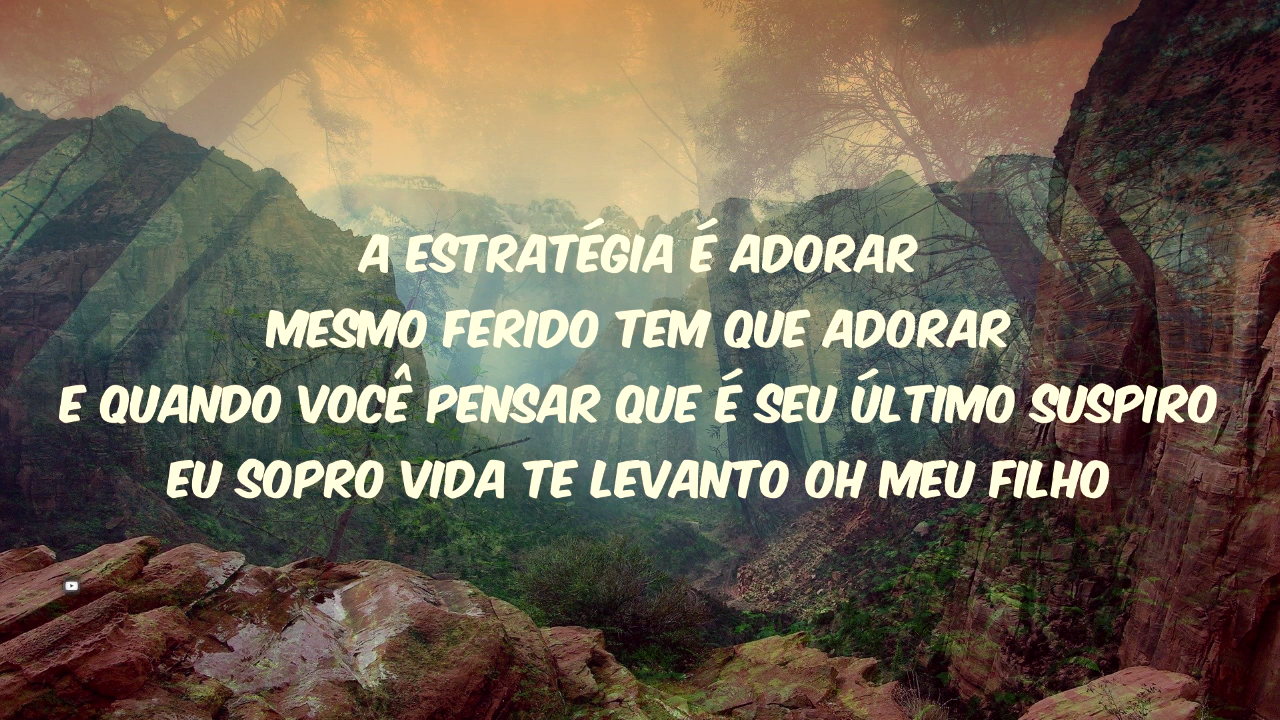 A ESTRATÉGIA É ADORAR
MESMO FERIDO TEM QUE ADORAR
E QUANDO VOCÊ PENSAR QUE É SEU ÚLTIMO SUSPIRO
EU SOPRO VIDA TE LEVANTO OH MEU FILHO